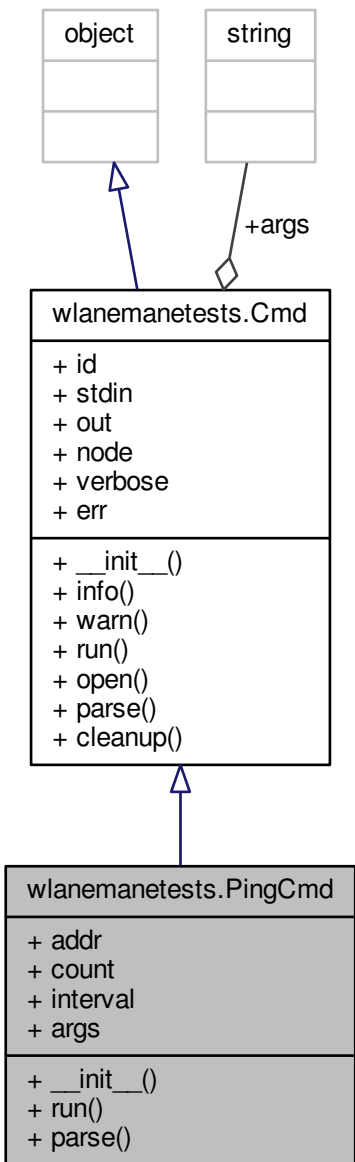 object
string
+args
wlanemanetests.Cmd
+ id
+ stdin
+ out
+ node
+ verbose
+ err
+ __init__()
+ info()
+ warn()
+ run()
+ open()
+ parse()
+ cleanup()
wlanemanetests.PingCmd
+ addr
+ count
+ interval
+ args
+ __init__()
+ run()
+ parse()